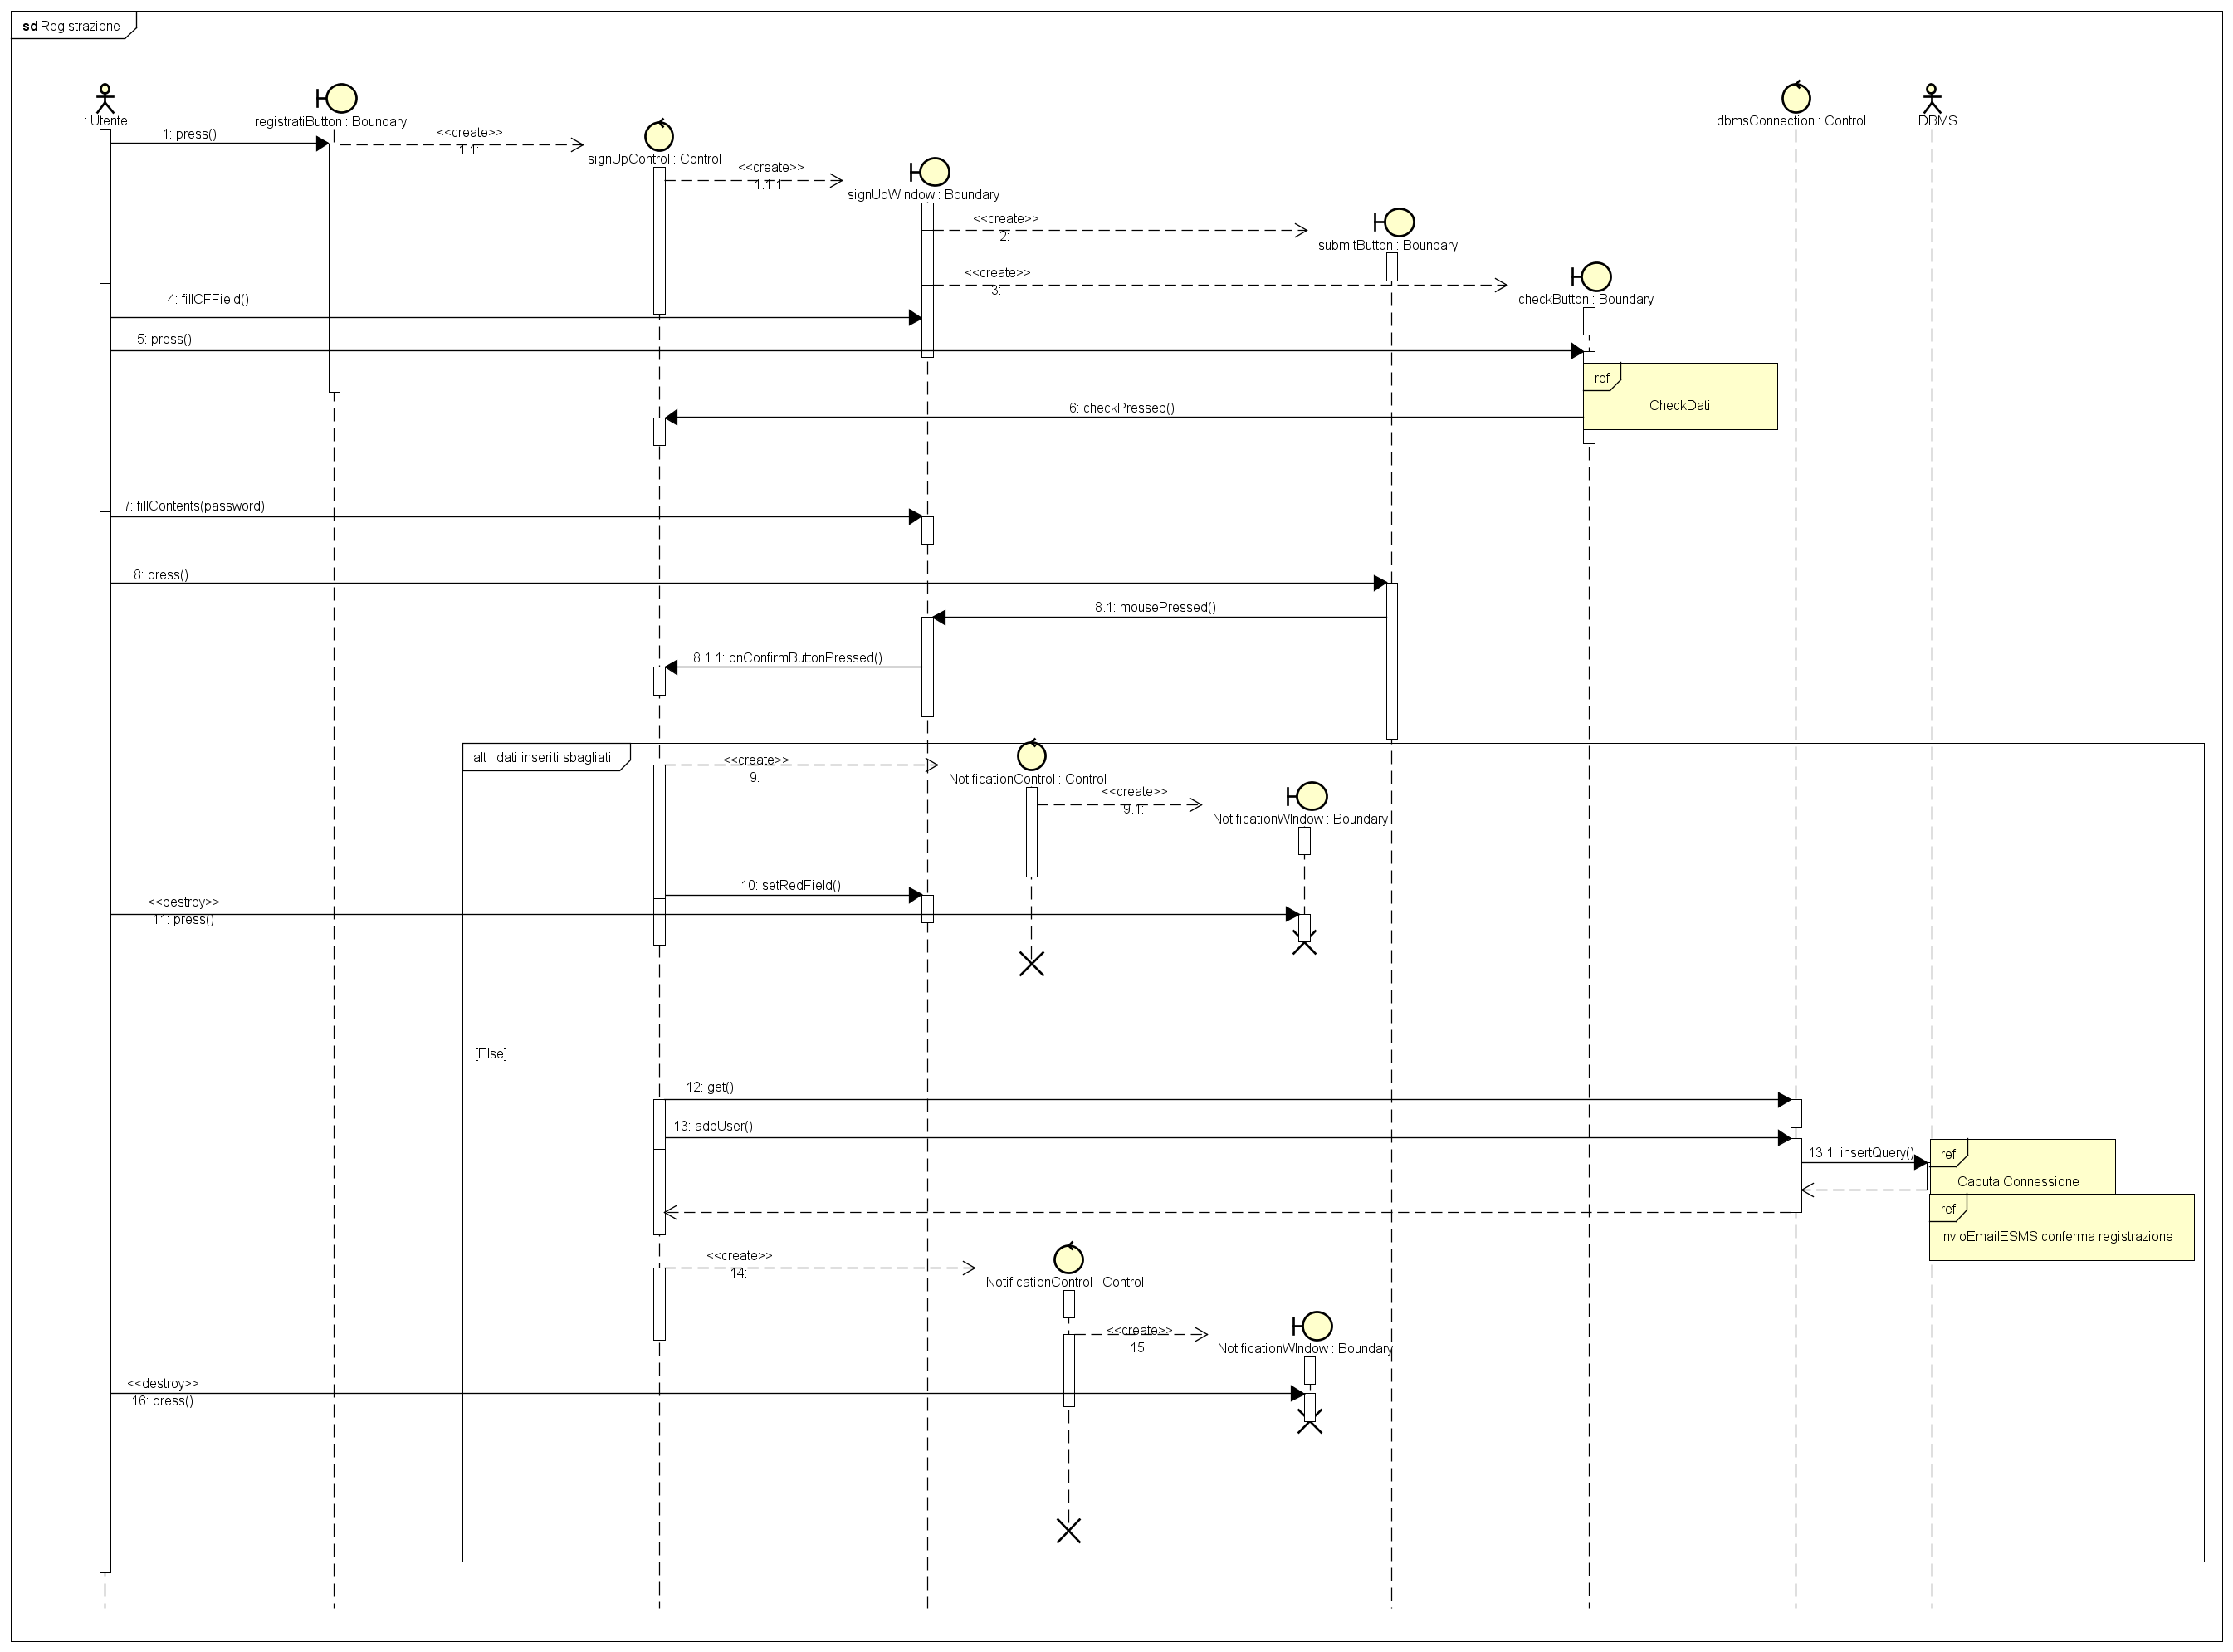 sd Registrazione
: Utente
registratiButton : Boundary
dbmsConnection : Control
: DBMS
1: press()
<<create>>
1.1:
signUpControl : Control
<<create>>
1.1.1:
signUpWindow : Boundary
<<create>>
2:
submitButton : Boundary
<<create>>
3:
checkButton : Boundary
4: fillCFField()
5: press()
ref
CheckDati
6: checkPressed()
7: fillContents(password)
8: press()
8.1: mousePressed()
8.1.1: onConfirmButtonPressed()
alt : dati inseriti sbagliati
<<create>>
9:
NotificationControl : Control
<<create>>
9.1:
NotificationWIndow : Boundary
10: setRedField()
<<destroy>>
11: press()
[Else]
12: get()
13: addUser()
13.1: insertQuery()
ref
Caduta Connessione
ref
InvioEmailESMS conferma registrazione
<<create>>
14:
NotificationControl : Control
<<create>>
15:
NotificationWIndow : Boundary
<<destroy>>
16: press()